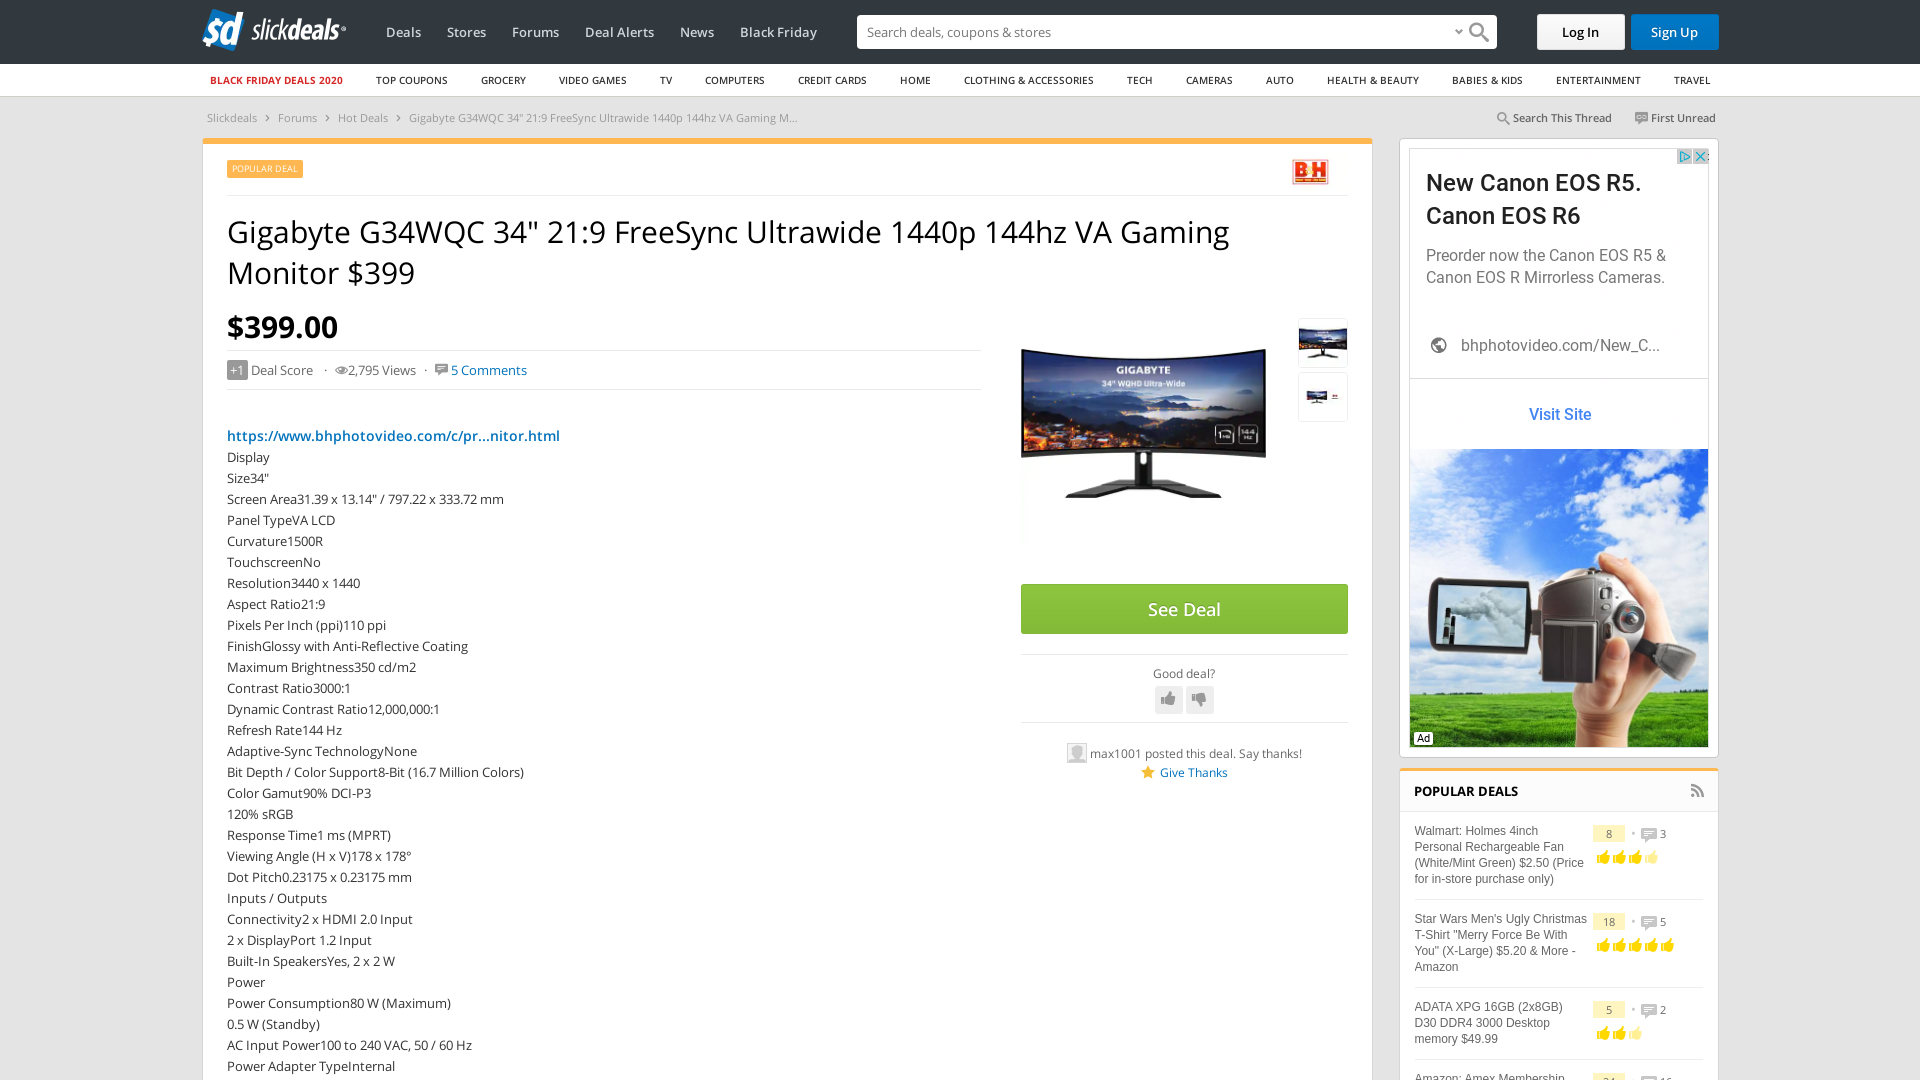 sd slickdeals
Deals Stores Forums Deal Alerts News Black Friday
Search deals, coupons & stores
Log In
Sign Up
BLACK FRIDAY DEALS 2020 TOP COUPONS GROCERY VIDEO GAMES TV COMPUTERS CREDIT CARDS HOME CLOTHING & ACCESSORIES TECH CAMERAS AUTO HEALTH & BEAUTY BABIES & KIDS ENTERTAINMENT TRAVEL
Slickdeals › Forums › Hot Deals › Gigabyte G34WQC 34" 21:9 FreeSync Ultrawide 1440p 144hz VA Gaming M...
Search This Thread
First Unread
POPULAR DEAL
B&H
Gigabyte G34WQC 34" 21:9 FreeSync Ultrawide 1440p 144hz VA Gaming
Monitor $399
$399.00
+1 Deal Score · 2,795 Views · 5 Comments
https://www.bhphotovideo.com/c/pr...nitor.html
Display
Size34"
Screen Area31.39 x 13.14" / 797.22 x 333.72 mm
Panel TypeVA LCD
Curvature1500R
TouchscreenNo
Resolution3440 x 1440
Aspect Ratio21:9
Pixels Per Inch (ppi)110 ppi
FinishGlossy with Anti-Reflective Coating
Maximum Brightness350 cd/m2
Contrast Ratio3000:1
Dynamic Contrast Ratio12,000,000:1
Refresh Rate144 Hz
Adaptive-Sync TechnologyNone
Bit Depth / Color Support8-Bit (16.7 Million Colors)
Color Gamut90% DCI-P3
120% sRGB
Response Time1 ms (MPRT)
Viewing Angle (H x V)178 x 178°
Dot Pitch0.23175 x 0.23175 mm
Inputs / Outputs
Connectivity2 x HDMI 2.0 Input
2 x DisplayPort 1.2 Input
Built-In SpeakersYes, 2 x 2 W
Power
Power Consumption80 W (Maximum)
0.5 W (Standby)
AC Input Power100 to 240 VAC, 50 / 60 Hz
Power Adapter TypeInternal
GIGABYTE
34" WQHD Ultra-Wide
144
See Deal
Good deal?
max1001 posted this deal. Say thanks!
Give Thanks
New Canon EOS R5.
Canon EOS R6
Preorder now the Canon EOS R5 &
Canon EOS R Mirrorless Cameras.
bhphotovideo.com/New_C...
Visit Site
Ad
POPULAR DEALS
Walmart: Holmes 4inch
Personal Rechargeable Fan
(White/Mint Green) $2.50 (Price
for in-store purchase only)
8 • 3
Star Wars Men's Ugly Christmas
T-Shirt "Merry Force Be With
You" (X-Large) $5.20 & More -
Amazon
18 • 5
ADATA XPG 16GB (2x8GB)
D30 DDR4 3000 Desktop
memory $49.99
5 • 2
Amazon: Amex Membership